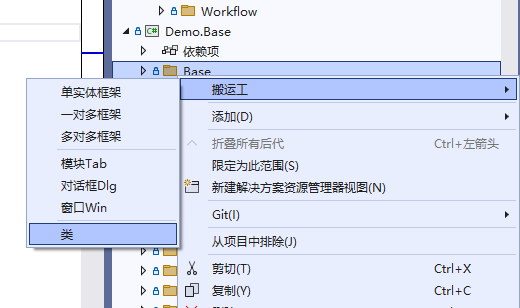 Workflow
C# Demo.Base
依赖项
Base
搬运工
单实体框架
一对多框架
多对多框架
模块Tab
对话框Dlg
窗口Win
类
添加(D)
折叠所有后代 Ctrl+左箭头
限定为此范围(S)
新建解决方案资源管理器视图(N)
Git(I)
从项目中排除(J)
剪切(T) Ctrl+X
复制(Y) Ctrl+C